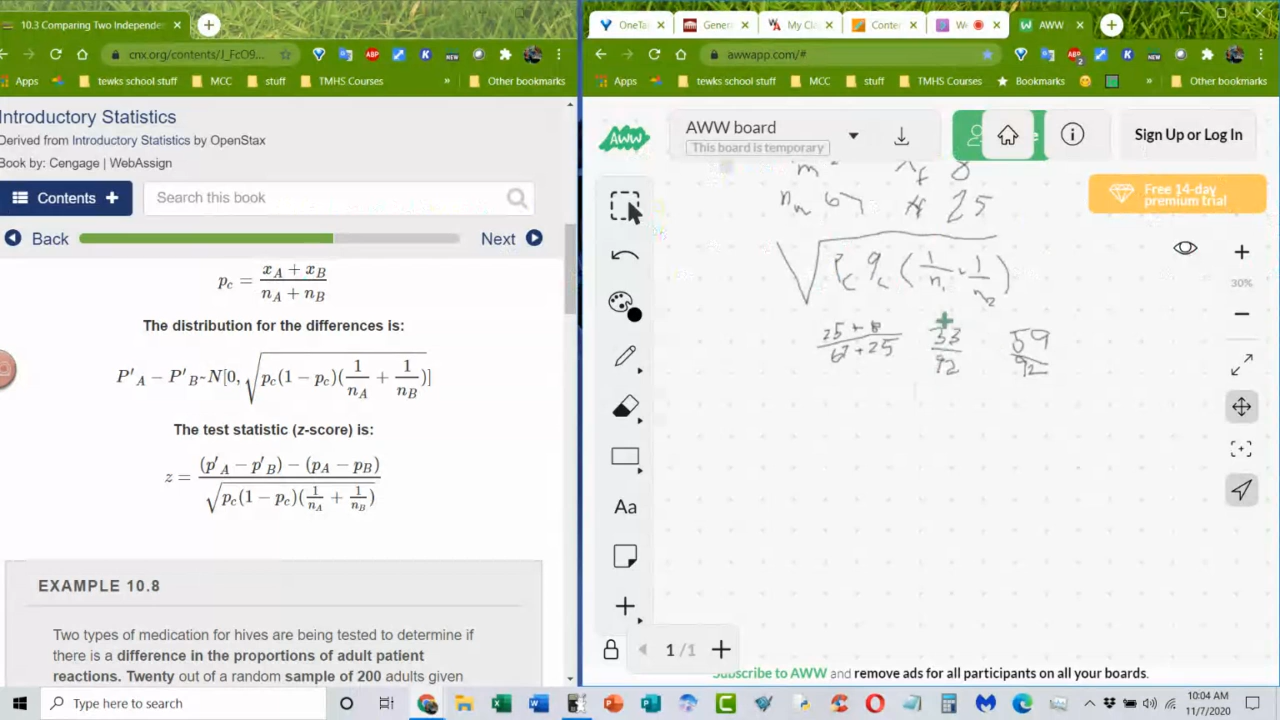 10.3 Comparing Two Independen
OneTa
Genera
My Cla
Conter
We
AWW
cnx.org/contents/J_FcO9...
awwapp.com/#
Apps
tewks school stuff
MCC
stuff
TMHS Courses
»
Other bookmarks
Apps
tewks school stuff
MCC
stuff
TMHS Courses
Bookmarks
»
Other bookmarks
Introductory Statistics
Derived from Introductory Statistics by OpenStax
Book by: Cengage | WebAssign
Contents +
Search this book
Back
Next
p_c = (x_A + x_B) / (n_A + n_B)
The distribution for the differences is:
P'_A − P'_B ~ N[0, √(p_c(1 − p_c)(1/n_A + 1/n_B))]
The test statistic (z-score) is:
z = ((p'_A − p'_B) − (p_A − p_B)) / √(p_c(1 − p_c)(1/n_A + 1/n_B))
EXAMPLE 10.8
Two types of medication for hives are being tested to determine if
there is a difference in the proportions of adult patient
reactions. Twenty out of a random sample of 200 adults given
AWW
AWW board
This board is temporary
Sign Up or Log In
Free 14-day
premium trial
30%
Aa
8
67 25
√(p_c q_c (1/n_1 + 1/n_2))
(25 + 8) / (67 + 25) 33/92 59/92
1 / 1
Subscribe to AWW and remove ads for all participants on all your boards.
Type here to search
10:04 AM
11/7/2020